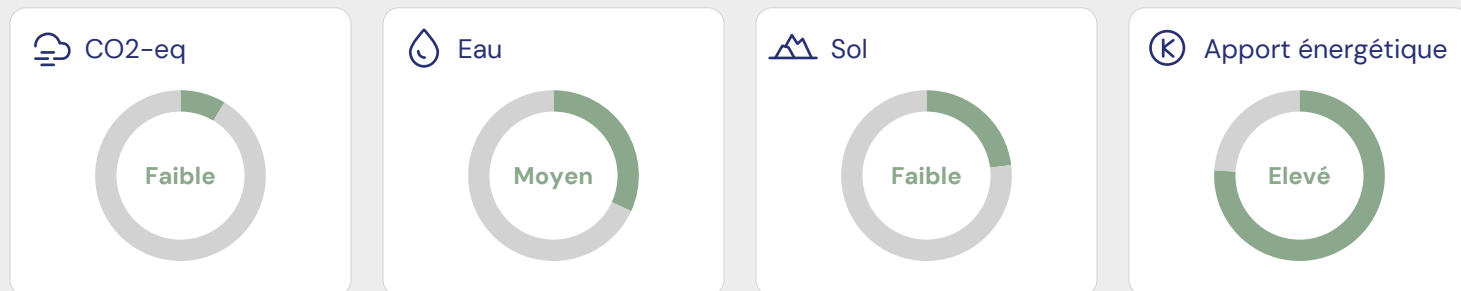 CO2-eq
Faible
Eau
Moyen
Sol
Faible
Apport énergétique
Elevé